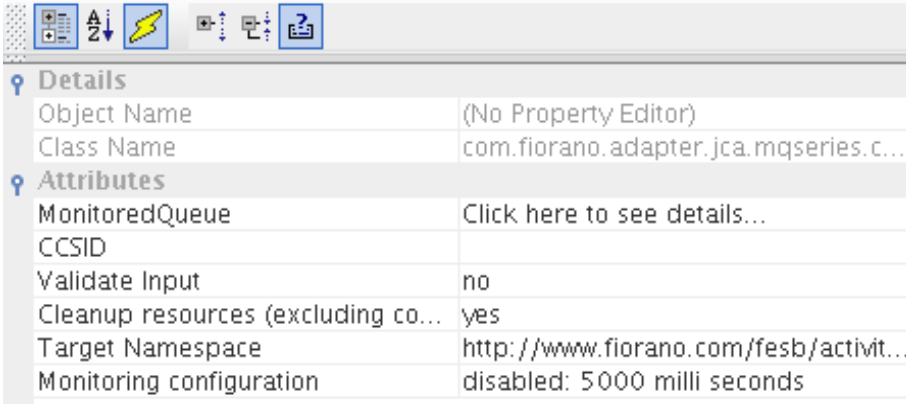 A
Z
Details
Object Name (No Property Editor)
Class Name com.fiorano.adapter.jca.mqseries.c...
Attributes
MonitoredQueue Click here to see details...
CCSID
Validate Input no
Cleanup resources (excluding co... yes
Target Namespace http://www.fiorano.com/fesb/activit...
Monitoring configuration disabled: 5000 milli seconds